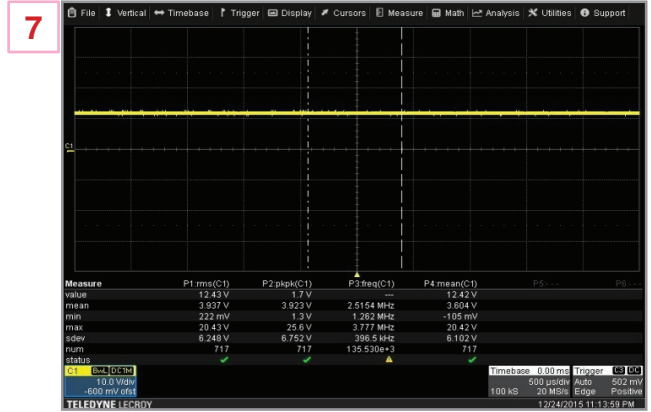 7
File Vertical Timebase Trigger Display Cursors Measure Math Analysis Utilities Support
C1
Measure P1:rms(C1) P2:pkpk(C1) P3:freq(C1) P4:mean(C1) P5:--- P6:---
value 12.43 V 1.7 V --- 12.42 V
mean 3.937 V 3.923 V 2.5154 MHz 3.604 V
min 222 mV 1.3 V 1.262 MHz -105 mV
max 20.43 V 25.6 V 3.777 MHz 20.42 V
sdev 6.248 V 6.752 V 396.5 kHz 6.102 V
num 717 717 135.530e+3 717
status
C1 BwL DC1M
10.0 V/div
-600 mV ofst
Timebase 0.00 ms Trigger C3 DC
500 µs/div Auto 502 mV
100 kS 20 MS/s Edge Positive
TELEDYNE LECROY 12/24/2015 11:13:59 PM